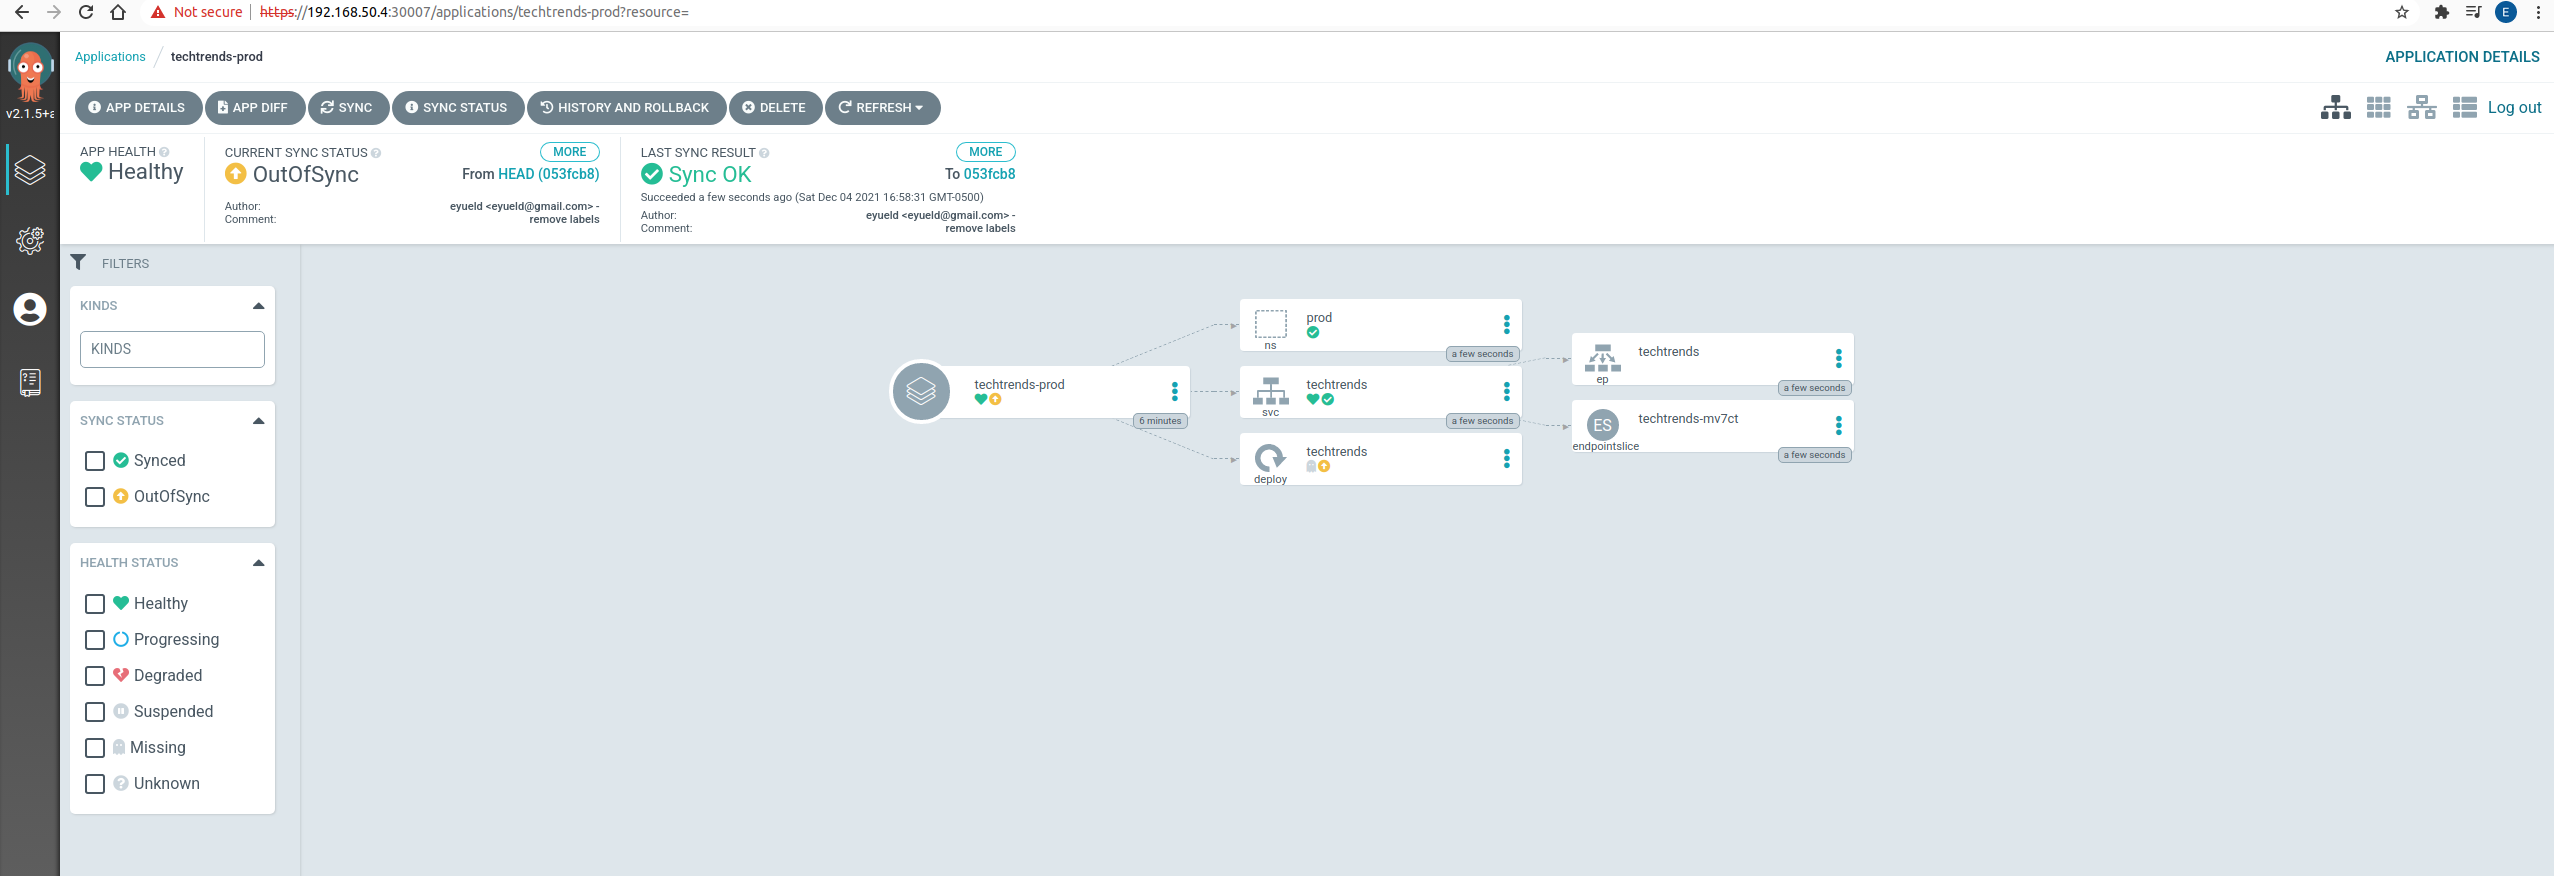 Not secure https://192.168.50.4:30007/applications/techtrends-prod?resource=
E
v2.1.5+a
Applications / techtrends-prod
APPLICATION DETAILS
APP DETAILS APP DIFF SYNC SYNC STATUS HISTORY AND ROLLBACK DELETE REFRESH
Log out
APP HEALTH
Healthy
CURRENT SYNC STATUS MORE
OutOfSync From HEAD (053fcb8)
Author: eyueld <eyueld@gmail.com> -
Comment: remove labels
LAST SYNC RESULT MORE
Sync OK To 053fcb8
Succeeded a few seconds ago (Sat Dec 04 2021 16:58:31 GMT-0500)
Author: eyueld <eyueld@gmail.com> -
Comment: remove labels
FILTERS
KINDS
KINDS
SYNC STATUS
Synced
OutOfSync
HEALTH STATUS
Healthy
Progressing
Degraded
Suspended
Missing
Unknown
techtrends-prod
6 minutes
prod
ns
a few seconds
techtrends
svc
a few seconds
techtrends
deploy
techtrends
ep
a few seconds
ES
techtrends-mv7ct
endpointslice
a few seconds